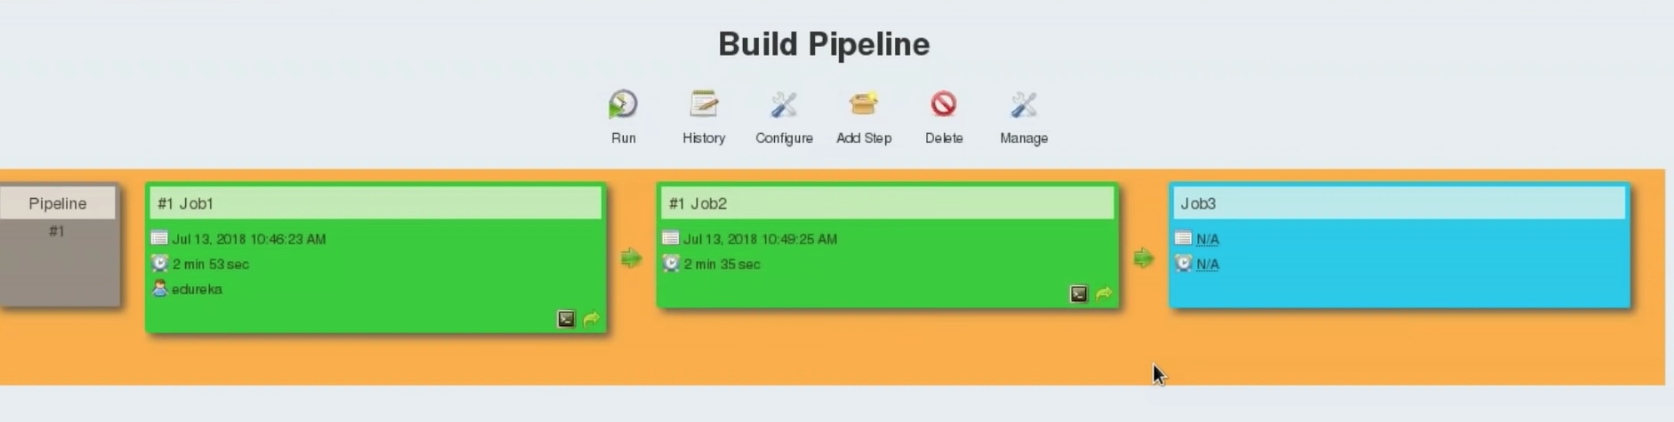 Build Pipeline
Run History Configure Add Step Delete Manage
Pipeline
#1
#1 Job1
Jul 13, 2018 10:46:23 AM
2 min 53 sec
edureka
#1 Job2
Jul 13, 2018 10:49:25 AM
2 min 35 sec
Job3
N/A
N/A